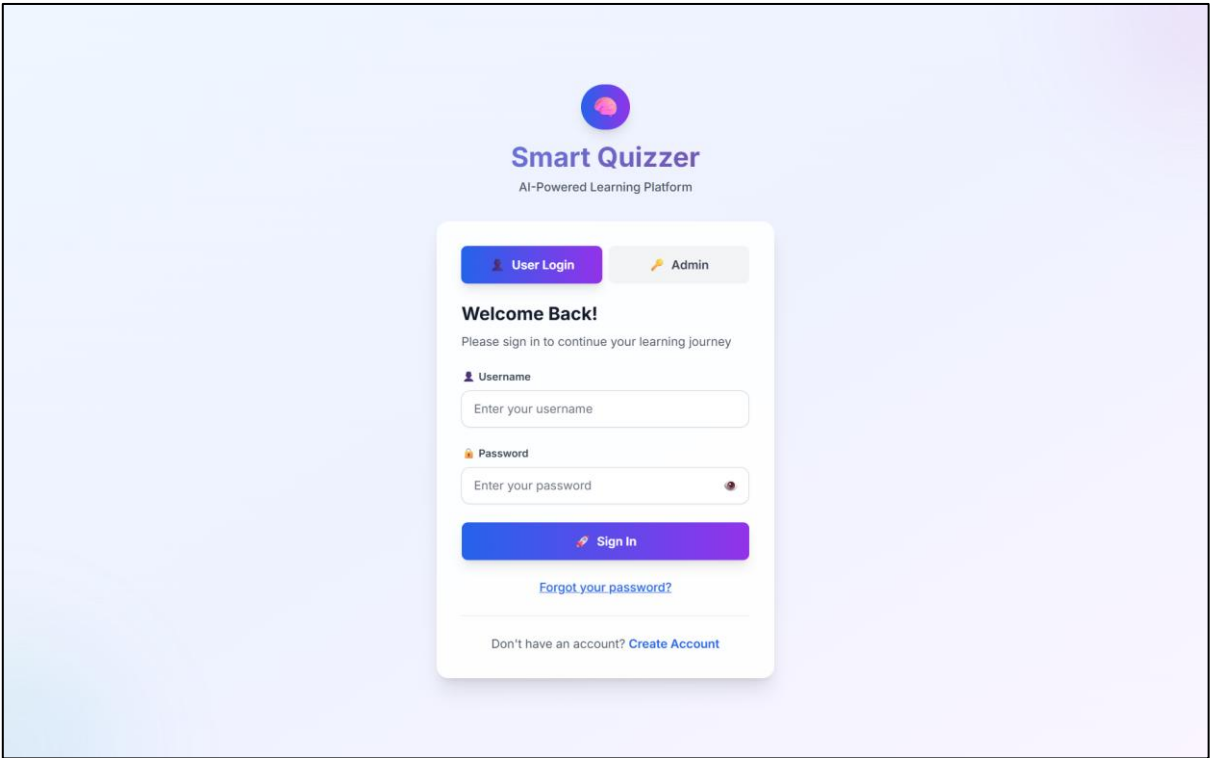 Smart Quizzer
AI-Powered Learning Platform
User Login
Admin
Welcome Back!
Please sign in to continue your learning journey
Username
Enter your username
Password
Enter your password
Sign In
Forgot your password?
Don't have an account? Create Account